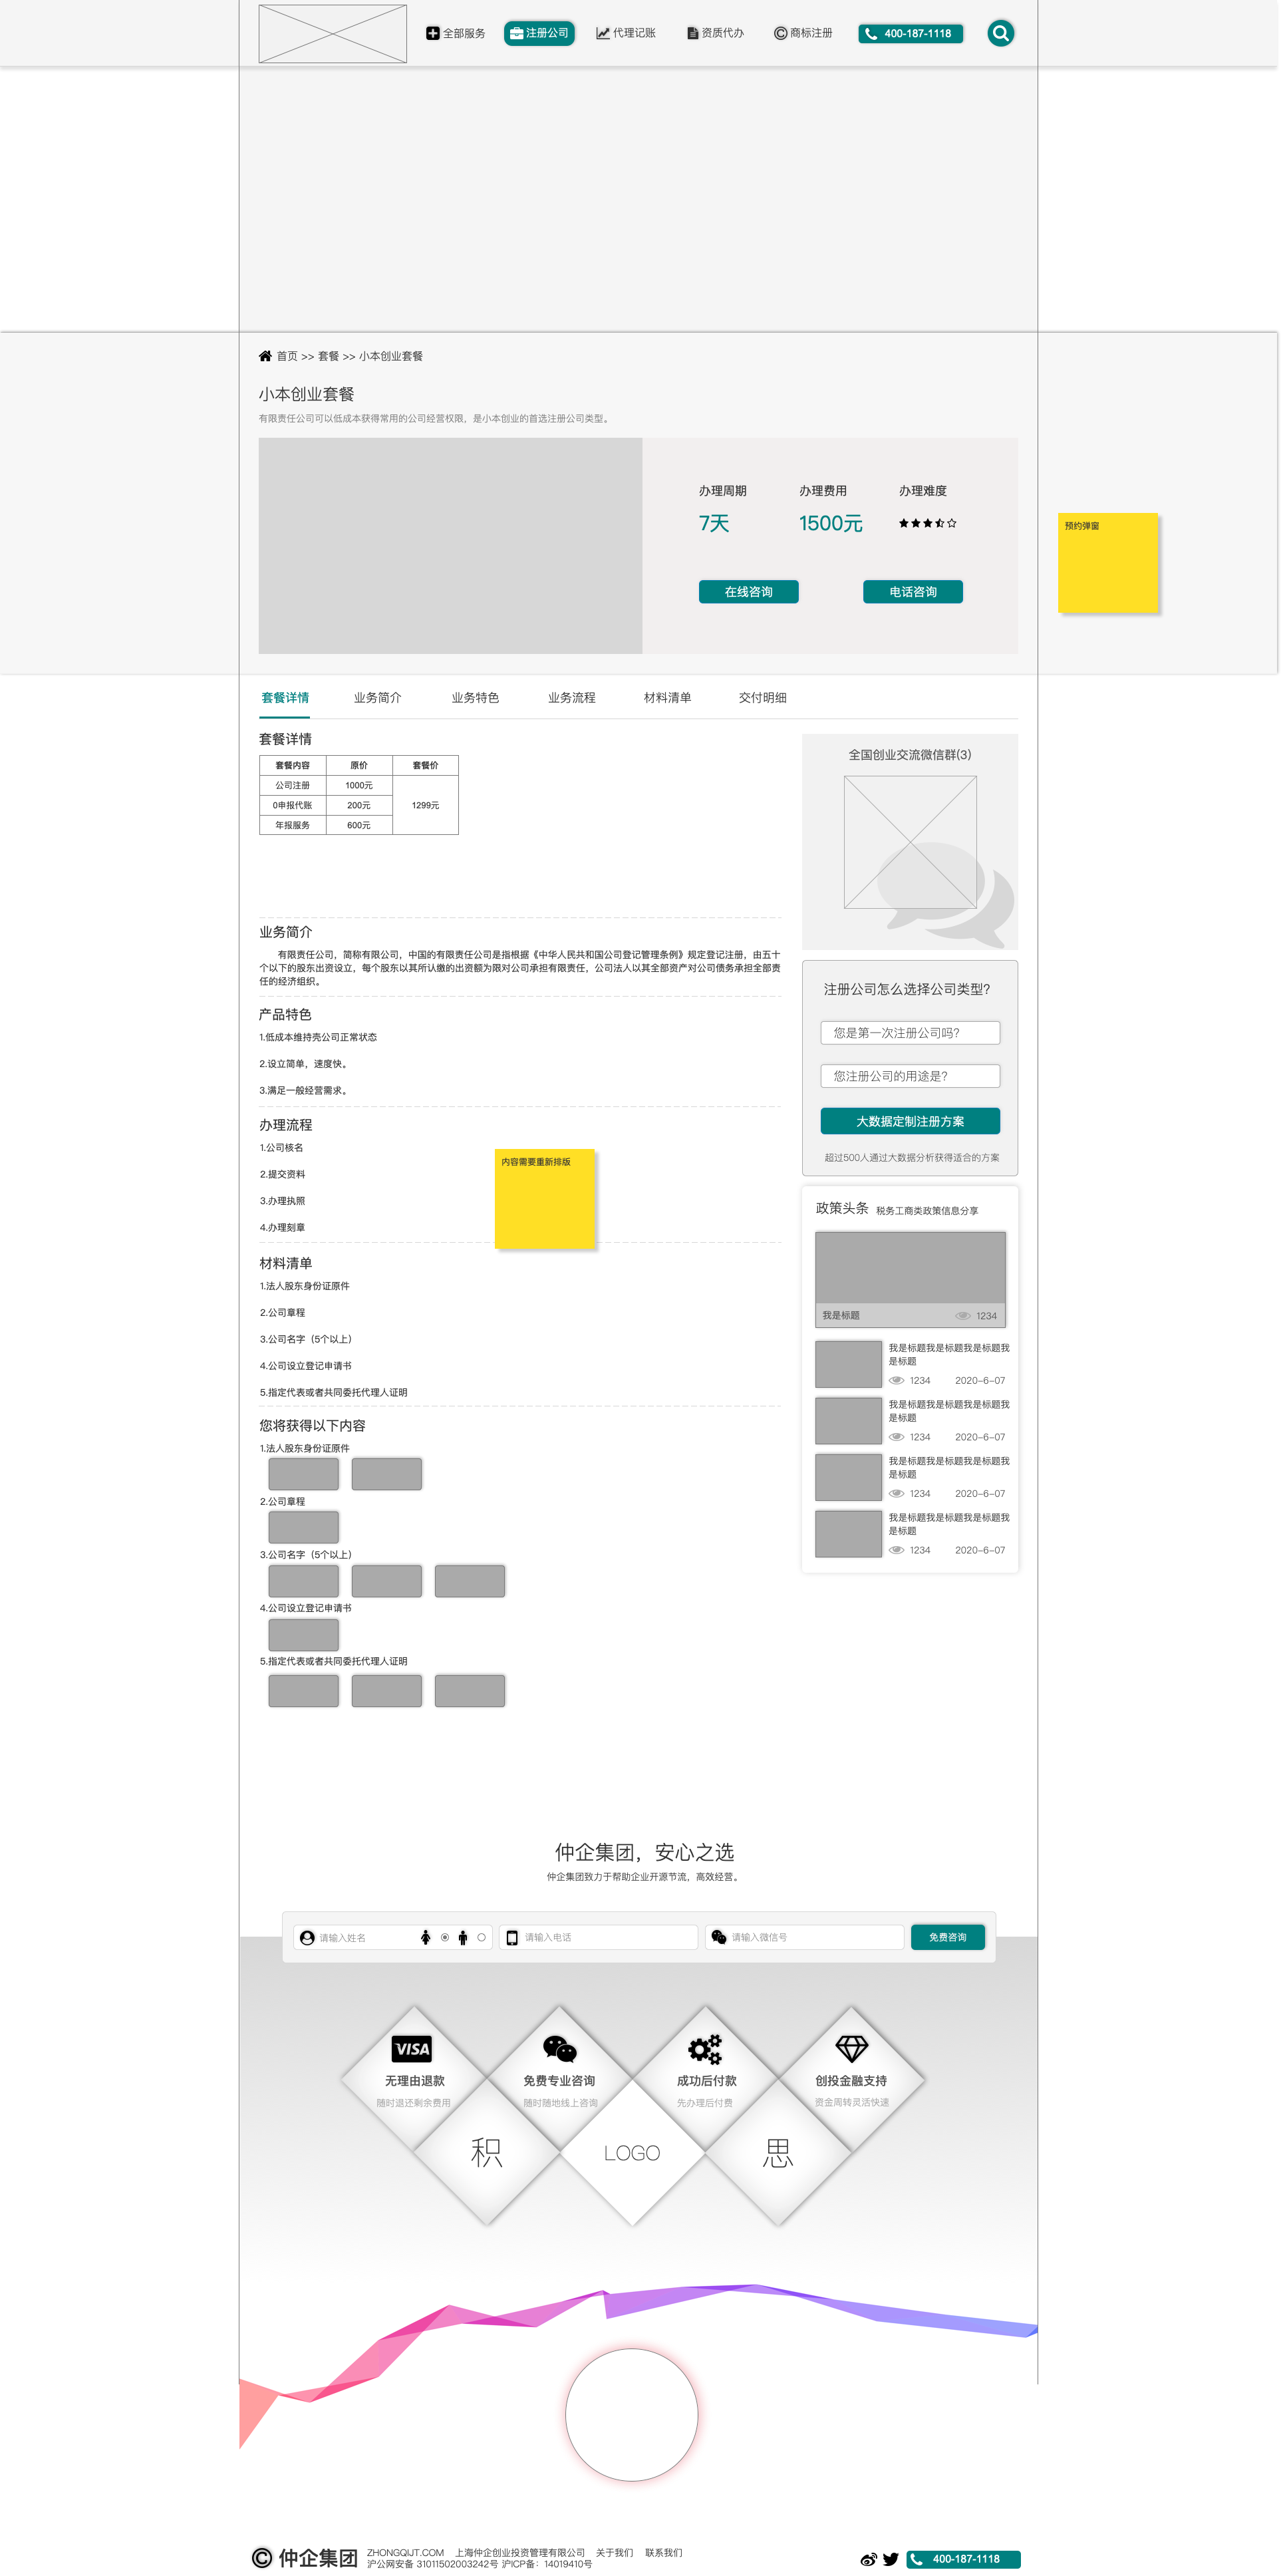 全部服务
注册公司
代理记账
资质代办
商标注册
400-187-1118
首页 >> 套餐 >> 小本创业套餐
小本创业套餐
有限责任公司可以低成本获得常用的公司经营权限，是小本创业的首选注册公司类型。
办理周期
办理费用
办理难度
7天
1500元
在线咨询
电话咨询
预约弹窗
套餐详情
业务简介
业务特色
业务流程
材料清单
交付明细
套餐详情
套餐内容 原价 套餐价
公司注册 1000元
0申报代账 200元 1299元
年报服务 600元
业务简介
有限责任公司，简称有限公司，中国的有限责任公司是指根据《中华人民共和国公司登记管理条例》规定登记注册，由五十
个以下的股东出资设立，每个股东以其所认缴的出资额为限对公司承担有限责任，公司法人以其全部资产对公司债务承担全部责
任的经济组织。
产品特色
1.低成本维持壳公司正常状态
2.设立简单，速度快。
3.满足一般经营需求。
办理流程
1.公司核名
2.提交资料
3.办理执照
4.办理刻章
内容需要重新排版
材料清单
1.法人股东身份证原件
2.公司章程
3.公司名字（5个以上）
4.公司设立登记申请书
5.指定代表或者共同委托代理人证明
您将获得以下内容
1.法人股东身份证原件
2.公司章程
3.公司名字（5个以上）
4.公司设立登记申请书
5.指定代表或者共同委托代理人证明
全国创业交流微信群(3)
注册公司怎么选择公司类型?
您是第一次注册公司吗?
您注册公司的用途是?
大数据定制注册方案
超过500人通过大数据分析获得适合的方案
政策头条 税务工商类政策信息分享
我是标题 1234
我是标题我是标题我是标题我
是标题
1234 2020-6-07
我是标题我是标题我是标题我
是标题
1234 2020-6-07
我是标题我是标题我是标题我
是标题
1234 2020-6-07
我是标题我是标题我是标题我
是标题
1234 2020-6-07
仲企集团，安心之选
仲企集团致力于帮助企业开源节流，高效经营。
请输入姓名
请输入电话
请输入微信号
免费咨询
VISA
无理由退款
随时退还剩余费用
免费专业咨询
随时随地线上咨询
成功后付款
先办理后付费
创投金融支持
资金周转灵活快速
积
LOGO
思
仲企集团
ZHONGQIJT.COM 上海仲企创业投资管理有限公司 关于我们 联系我们
沪公网安备 31011502003242号 沪ICP备：14019410号
400-187-1118